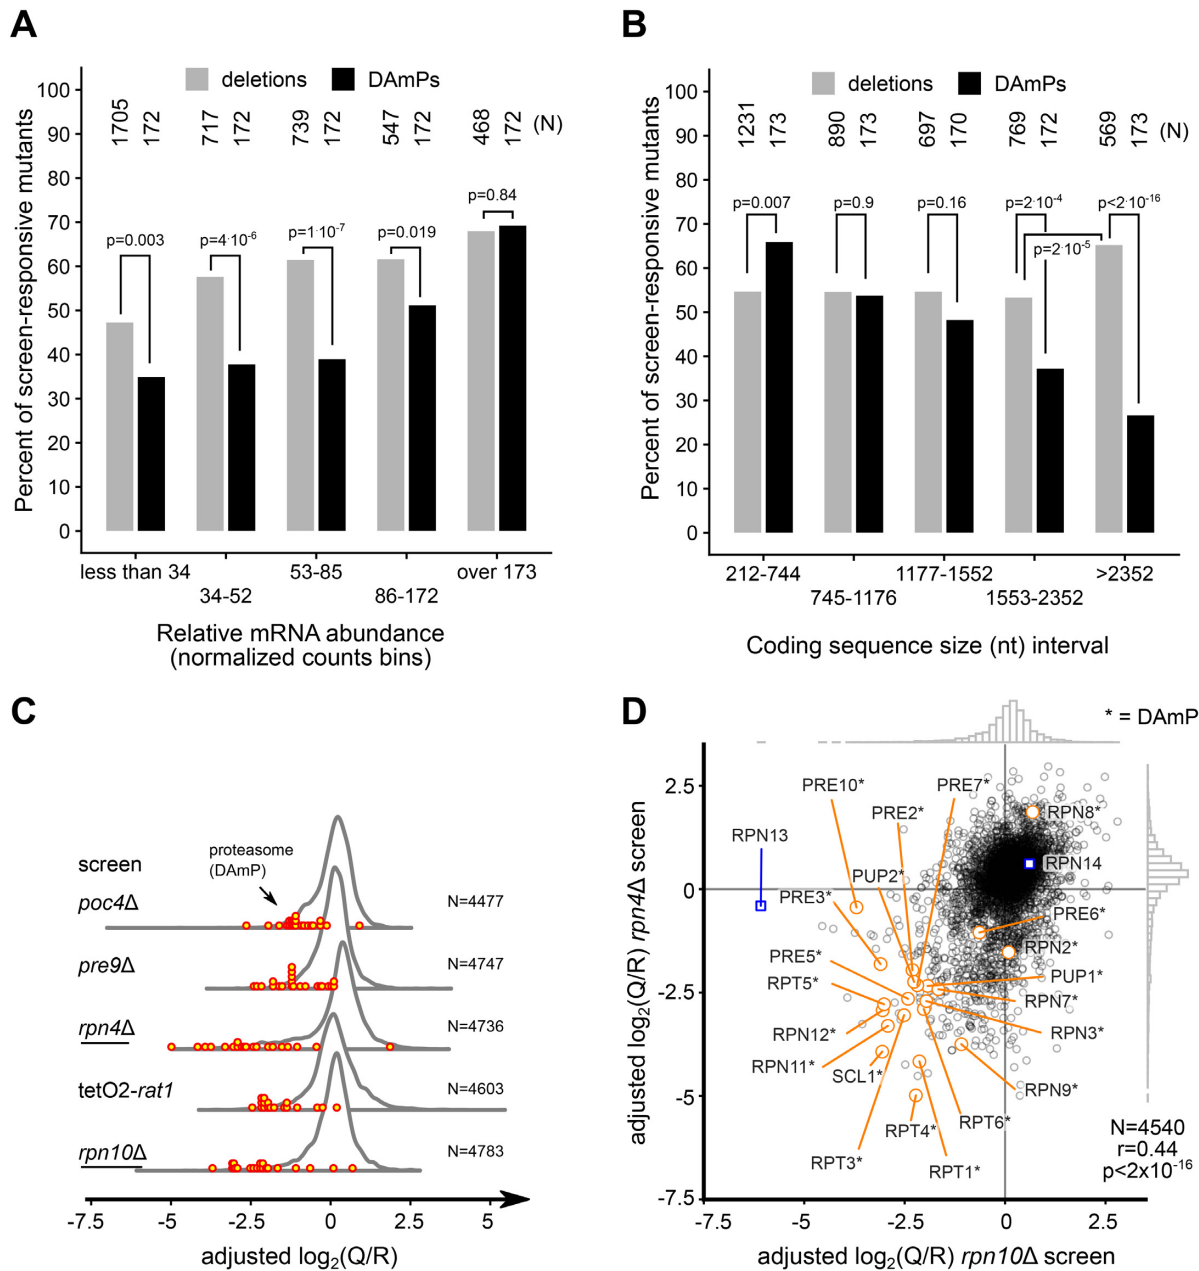 A
deletions DAmPs
1705 172 717 172 739 172 547 172 468 172 (N)
Percent of screen-responsive mutants
100
90
80
70
60
50
40
30
20
10
0
p=0.003
p=4·10-6
p=1·10-7
p=0.019
p=0.84
less than 34
34-52
53-85
86-172
over 173
Relative mRNA abundance
(normalized counts bins)
B
deletions DAmPs
1231 173 890 173 697 170 769 172 569 173 (N)
Percent of screen-responsive mutants
100
90
80
70
60
50
40
30
20
10
0
p=0.007
p=0.9
p=0.16
p=2·10-4
p<2·10-16
p=2·10-5
212-744
745-1176
1177-1552
1553-2352
>2352
Coding sequence size (nt) interval
C
screen
proteasome
(DAmP)
poc4Δ
N=4477
pre9Δ
N=4747
rpn4Δ
N=4736
tetO2-rat1
N=4603
rpn10Δ
N=4783
-7.5 -5 -2.5 0 2.5 5
adjusted log2(Q/R)
D
* = DAmP
adjusted log2(Q/R) rpn4Δ screen
2.5
0
-2.5
-5
-7.5
PRE10*
PRE7*
PRE2*
RPN8*
RPN13
RPN14
PUP2*
PRE3*
PRE6*
RPN2*
PRE5*
PUP1*
RPT5*
RPN7*
RPN12*
RPN3*
RPN11*
SCL1*
RPN9*
RPT4*
RPT6*
RPT3*
RPT1*
N=4540
r=0.44
p<2x10-16
-7.5 -5 -2.5 0 2.5
adjusted log2(Q/R) rpn10Δ screen